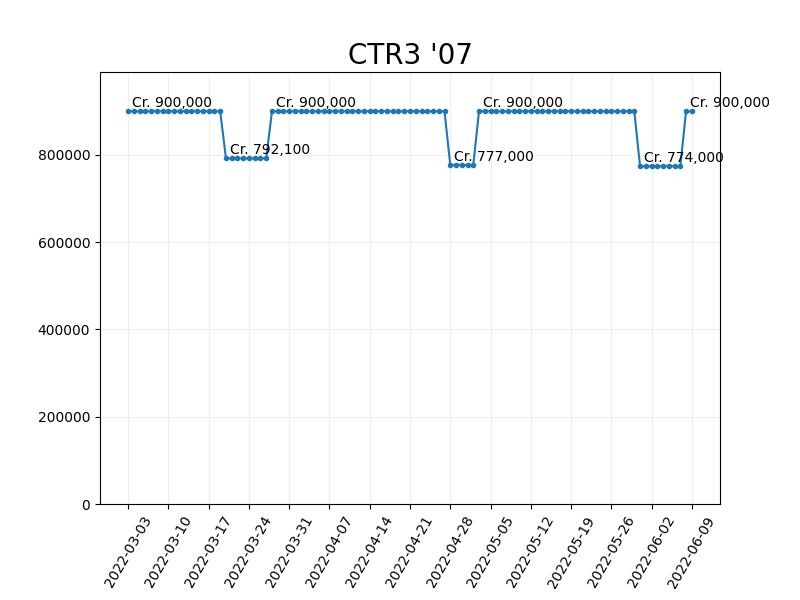 CTR3 '07
Cr. 900,000
Cr. 900,000
Cr. 900,000
Cr. 900,000
Cr. 792,100
Cr. 777,000
Cr. 774,000
800000
600000
400000
200000
0
2022-03-03
2022-03-10
2022-03-17
2022-03-24
2022-03-31
2022-04-07
2022-04-14
2022-04-21
2022-04-28
2022-05-05
2022-05-12
2022-05-19
2022-05-26
2022-06-02
2022-06-09